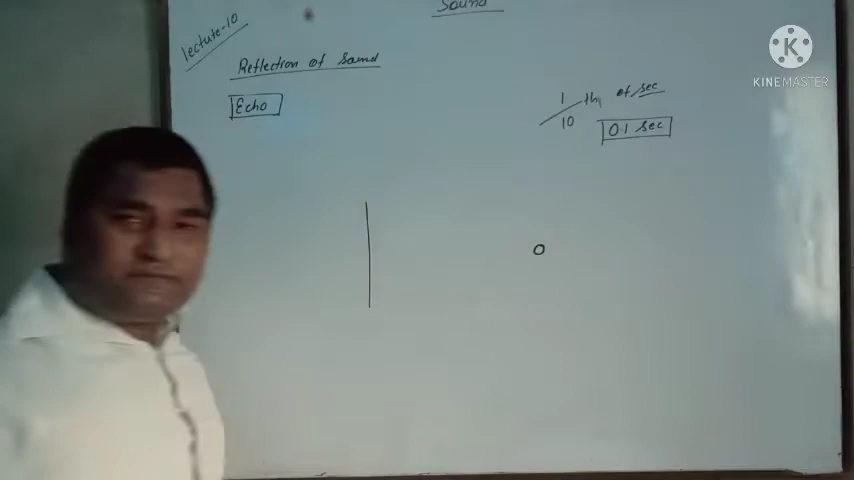 Sound
lecture-10
Reflection of Sound
Echo
1/10 th of sec
0.1 sec
K
KINEMASTER